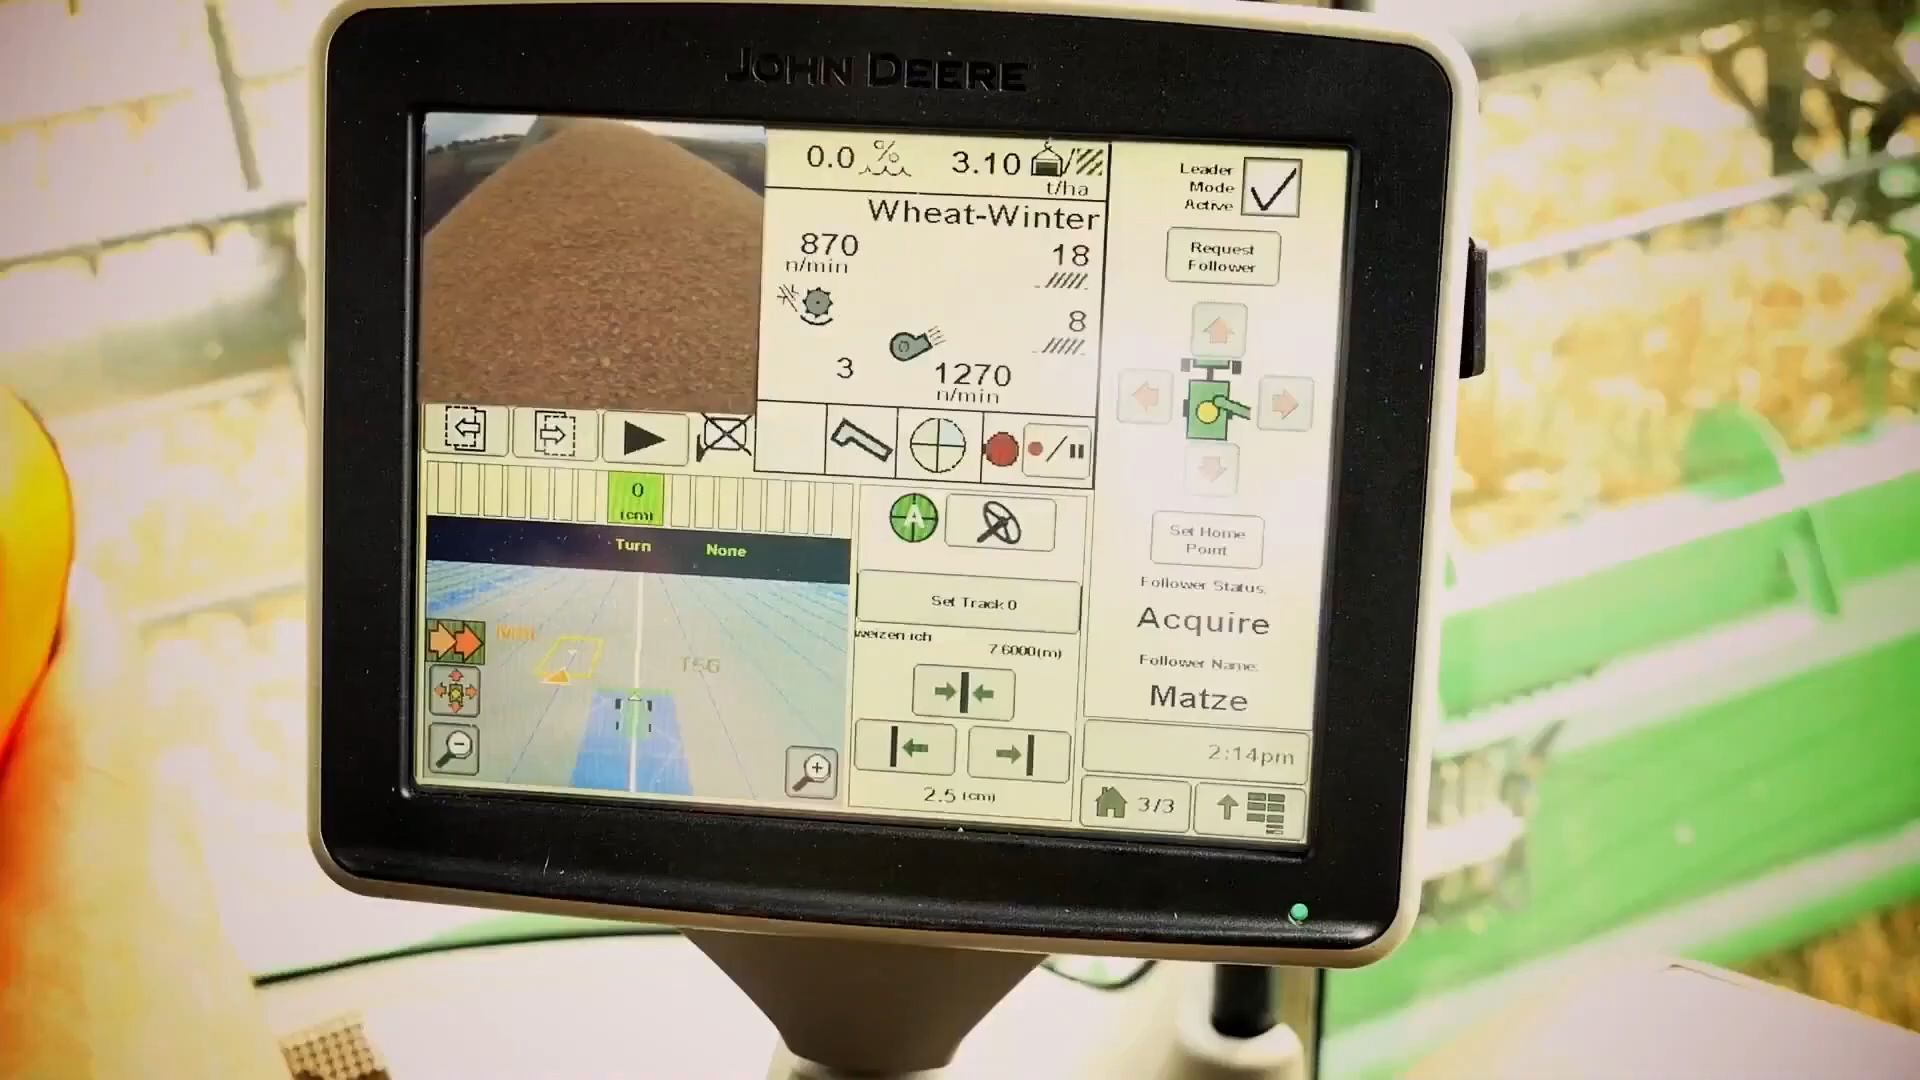 JOHN DEERE
0.0 %
3.10
t/ha
Wheat-Winter
870
n/min
18
8
3
1270
n/min
Leader
Mode
Active
Request
Follower
0
(cm)
Turn None
A
Set Track 0
weizen ich
7.6000(m)
2.5 (cm)
Set Home
Point
Follower Status:
Acquire
Follower Name:
Matze
2:14pm
3/3